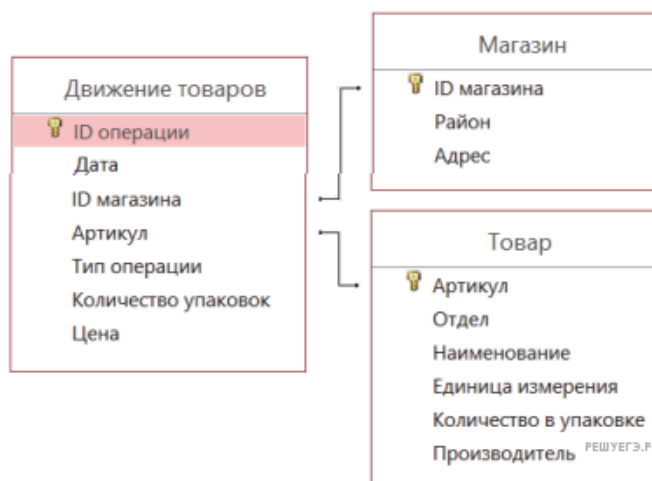 Движение товаров
ID операции
Дата
ID магазина
Артикул
Тип операции
Количество упаковок
Цена
Магазин
ID магазина
Район
Адрес
Товар
Артикул
Отдел
Наименование
Единица измерения
Количество в упаковке
Производитель
РЕШУЕГЭ.Р